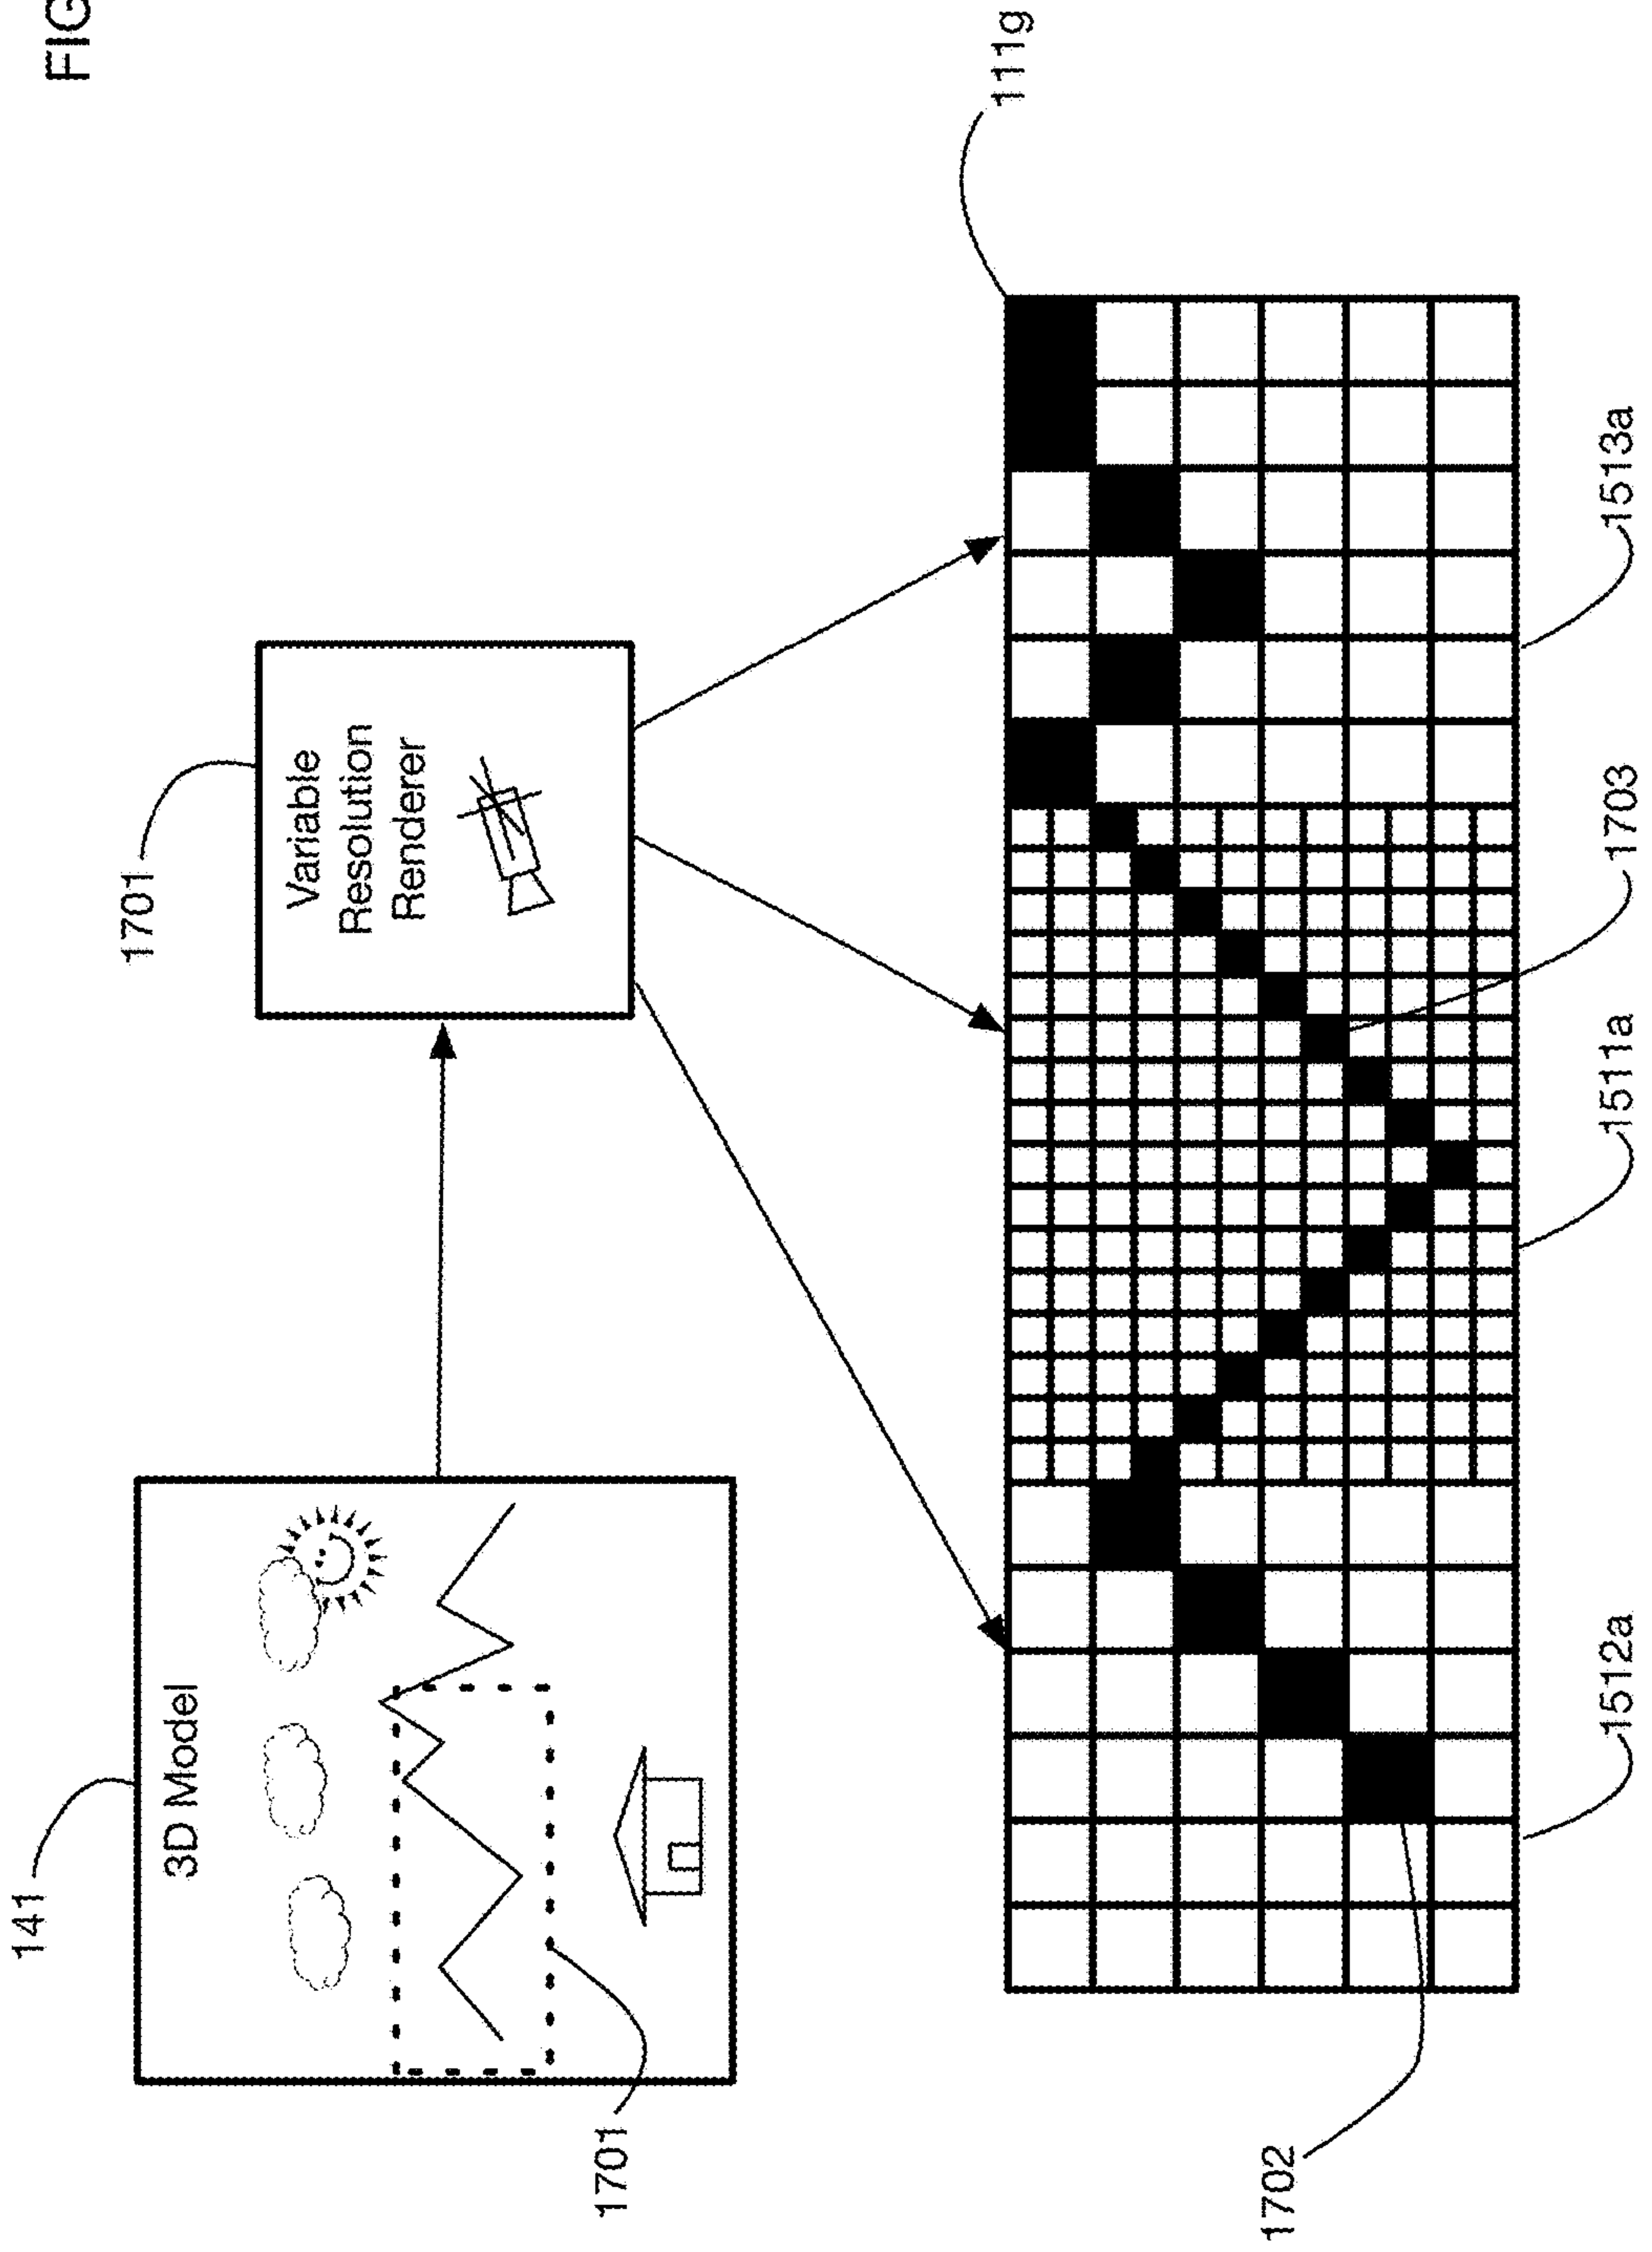 FIG
141
3D Model
1701
1701
Variable
Resolution
Renderer
111g
1702
1512a
1511a
1703
1513a